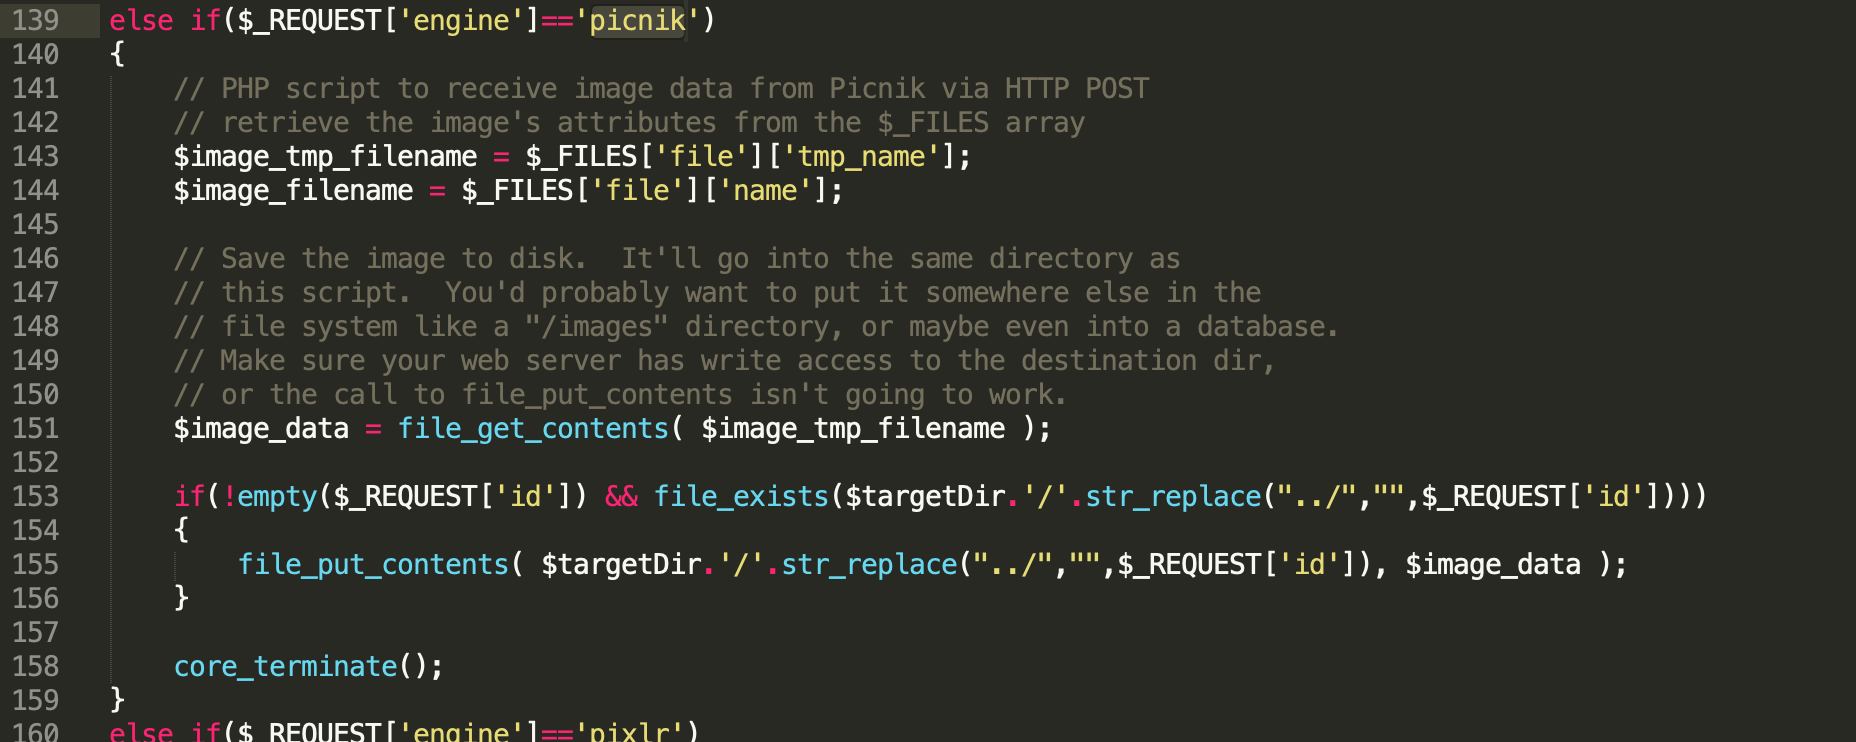 139 else if($_REQUEST['engine']=='picnik')
140 {
141 // PHP script to receive image data from Picnik via HTTP POST
142 // retrieve the image's attributes from the $_FILES array
143 $image_tmp_filename = $_FILES['file']['tmp_name'];
144 $image_filename = $_FILES['file']['name'];
145
146 // Save the image to disk.  It'll go into the same directory as
147 // this script.  You'd probably want to put it somewhere else in the
148 // file system like a "/images" directory, or maybe even into a database.
149 // Make sure your web server has write access to the destination dir,
150 // or the call to file_put_contents isn't going to work.
151 $image_data = file_get_contents( $image_tmp_filename );
152
153 if(!empty($_REQUEST['id']) && file_exists($targetDir.'/'.str_replace("../","",$_REQUEST['id'])))
154 {
155 file_put_contents( $targetDir.'/'.str_replace("../","",$_REQUEST['id']), $image_data );
156 }
157
158 core_terminate();
159 }
160 else if($_REQUEST['engine']=='pixlr')